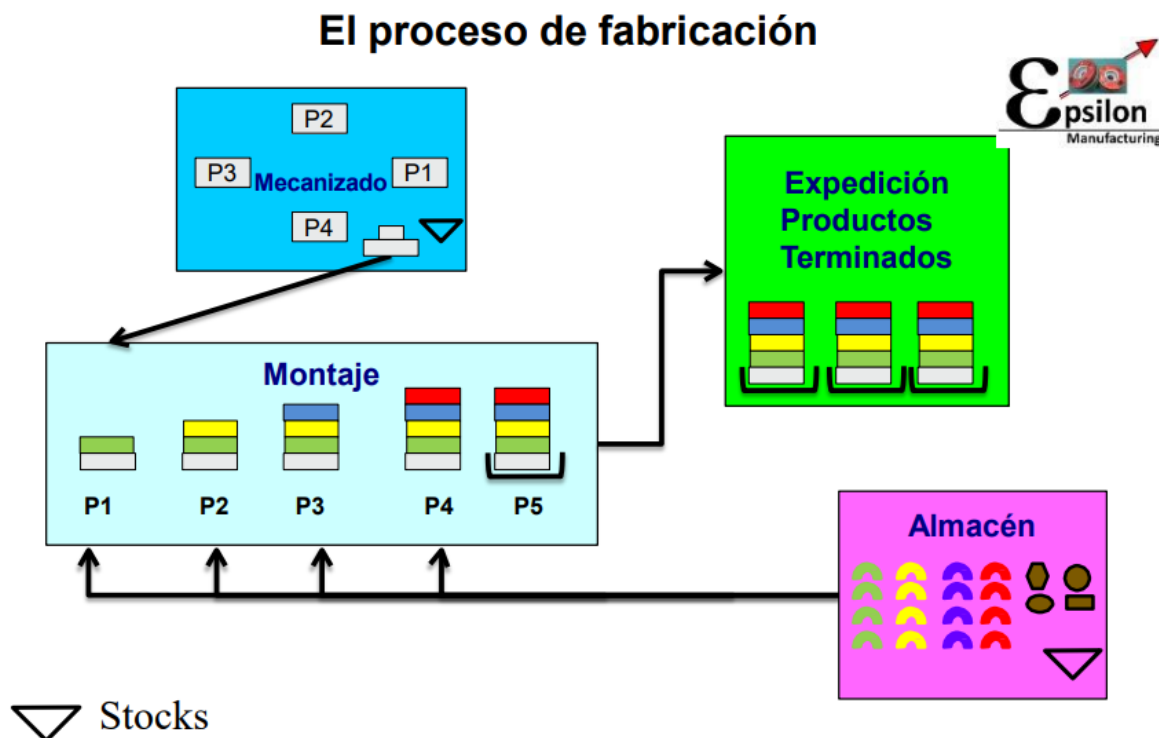 El proceso de fabricación
Epsilon
Manufacturing
P2
P3
Mecanizado
P1
P4
Expedición
Productos
Terminados
Montaje
P1
P2
P3
P4
P5
Almacén
Stocks